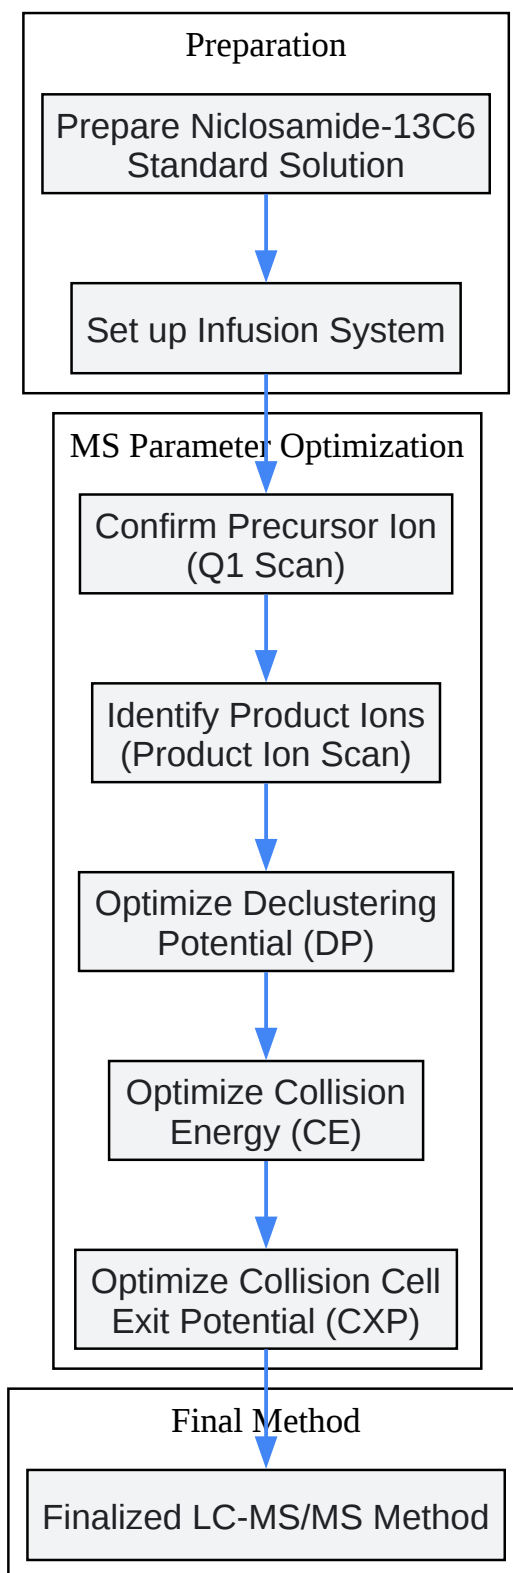 Preparation
Prepare Niclosamide-13C6
Standard Solution
Set up Infusion System
MS Parameter Optimization
Confirm Precursor Ion
(Q1 Scan)
Identify Product Ions
(Product Ion Scan)
Optimize Declustering
Potential (DP)
Optimize Collision
Energy (CE)
Optimize Collision Cell
Exit Potential (CXP)
Final Method
Finalized LC-MS/MS Method